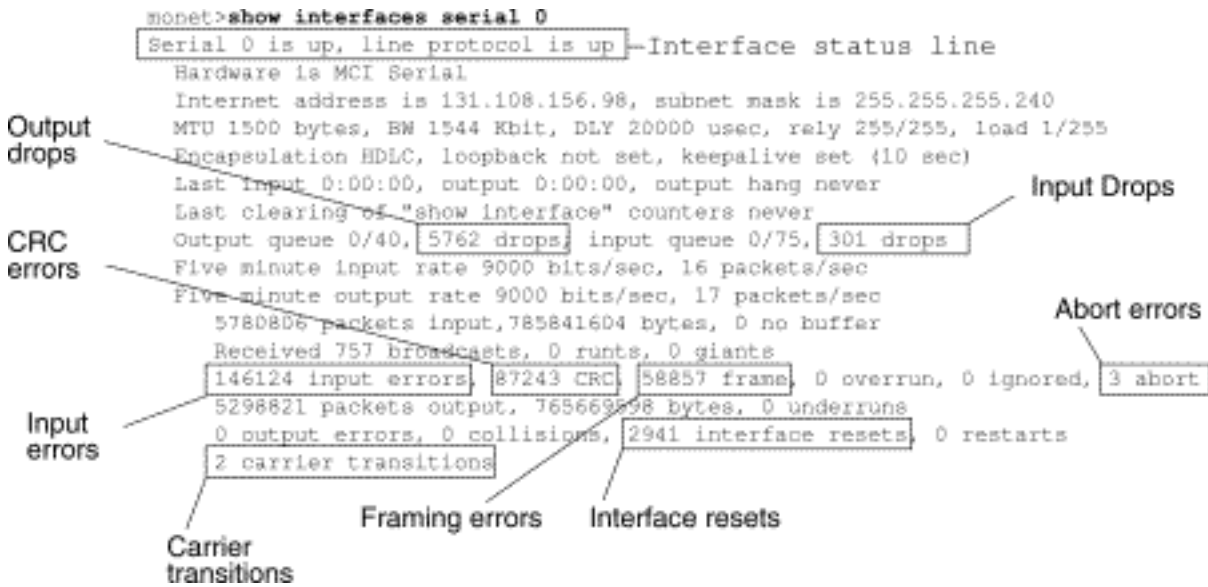 monet>show interfaces serial 0
Serial 0 is up, line protocol is up
Interface status line
Hardware is MCI Serial
Internet address is 131.108.156.98, subnet mask is 255.255.255.240
Output drops
MTU 1500 bytes, BW 1544 Kbit, DLY 20000 usec, rely 255/255, load 1/255
Encapsulation HDLC, loopback not set, keepalive set (10 sec)
Last input 0:00:00, output 0:00:00, output hang never
Input Drops
Last clearing of "show interface" counters never
CRC errors
Output queue 0/40, 5762 drops, input queue 0/75, 301 drops
Five minute input rate 9000 bits/sec, 16 packets/sec
Five minute output rate 9000 bits/sec, 17 packets/sec
Abort errors
5780806 packets input,785841604 bytes, 0 no buffer
Received 757 broadcasts, 0 runts, 0 giants
146124 input errors, 87243 CRC, 58857 frame, 0 overrun, 0 ignored, 3 abort
Input errors
5298821 packets output, 765669598 bytes, 0 underruns
0 output errors, 0 collisions, 2941 interface resets, 0 restarts
2 carrier transitions
Framing errors
Interface resets
Carrier transitions